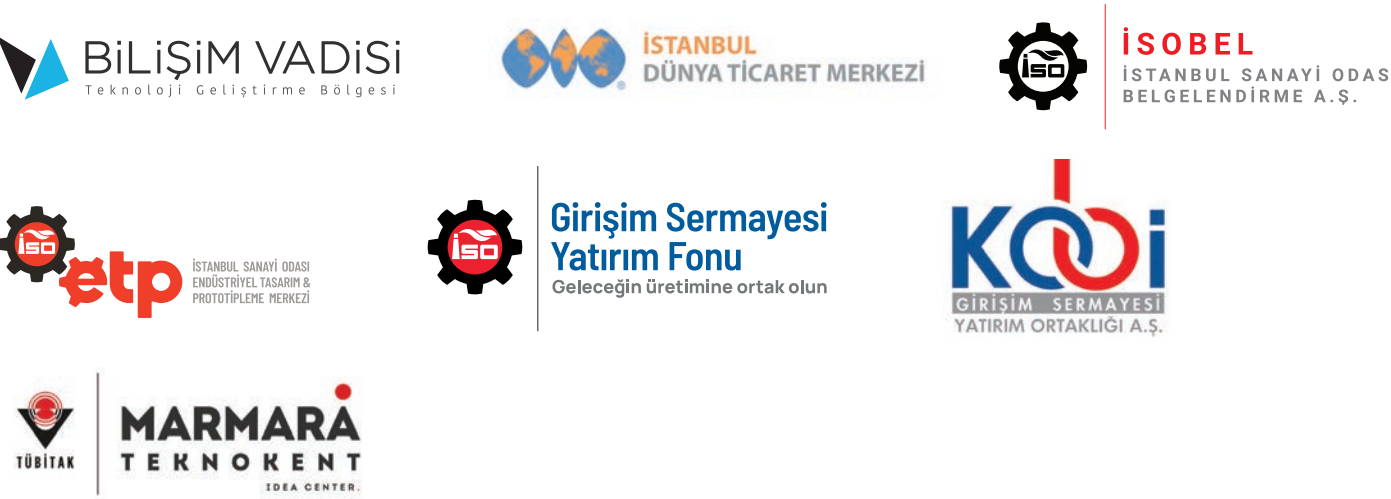 BİLİŞİM VADİSİ
Teknoloji Geliştirme Bölgesi
İSTANBUL
DÜNYA TİCARET MERKEZİ
İSO
İSOBEL
İSTANBUL SANAYİ ODAS
BELGELENDİRME A.Ş.
İSO
etp
İSTANBUL SANAYİ ODASI
ENDÜSTRİYEL TASARIM &
PROTOTİPLEME MERKEZİ
İSO
Girişim Sermayesi
Yatırım Fonu
Geleceğin üretimine ortak olun
KOBİ
GİRİŞİM SERMAYESİ
YATIRIM ORTAKLIĞI A.Ş.
TÜBİTAK
MARMARA
TEKNOKENT
IDEA CENTER.